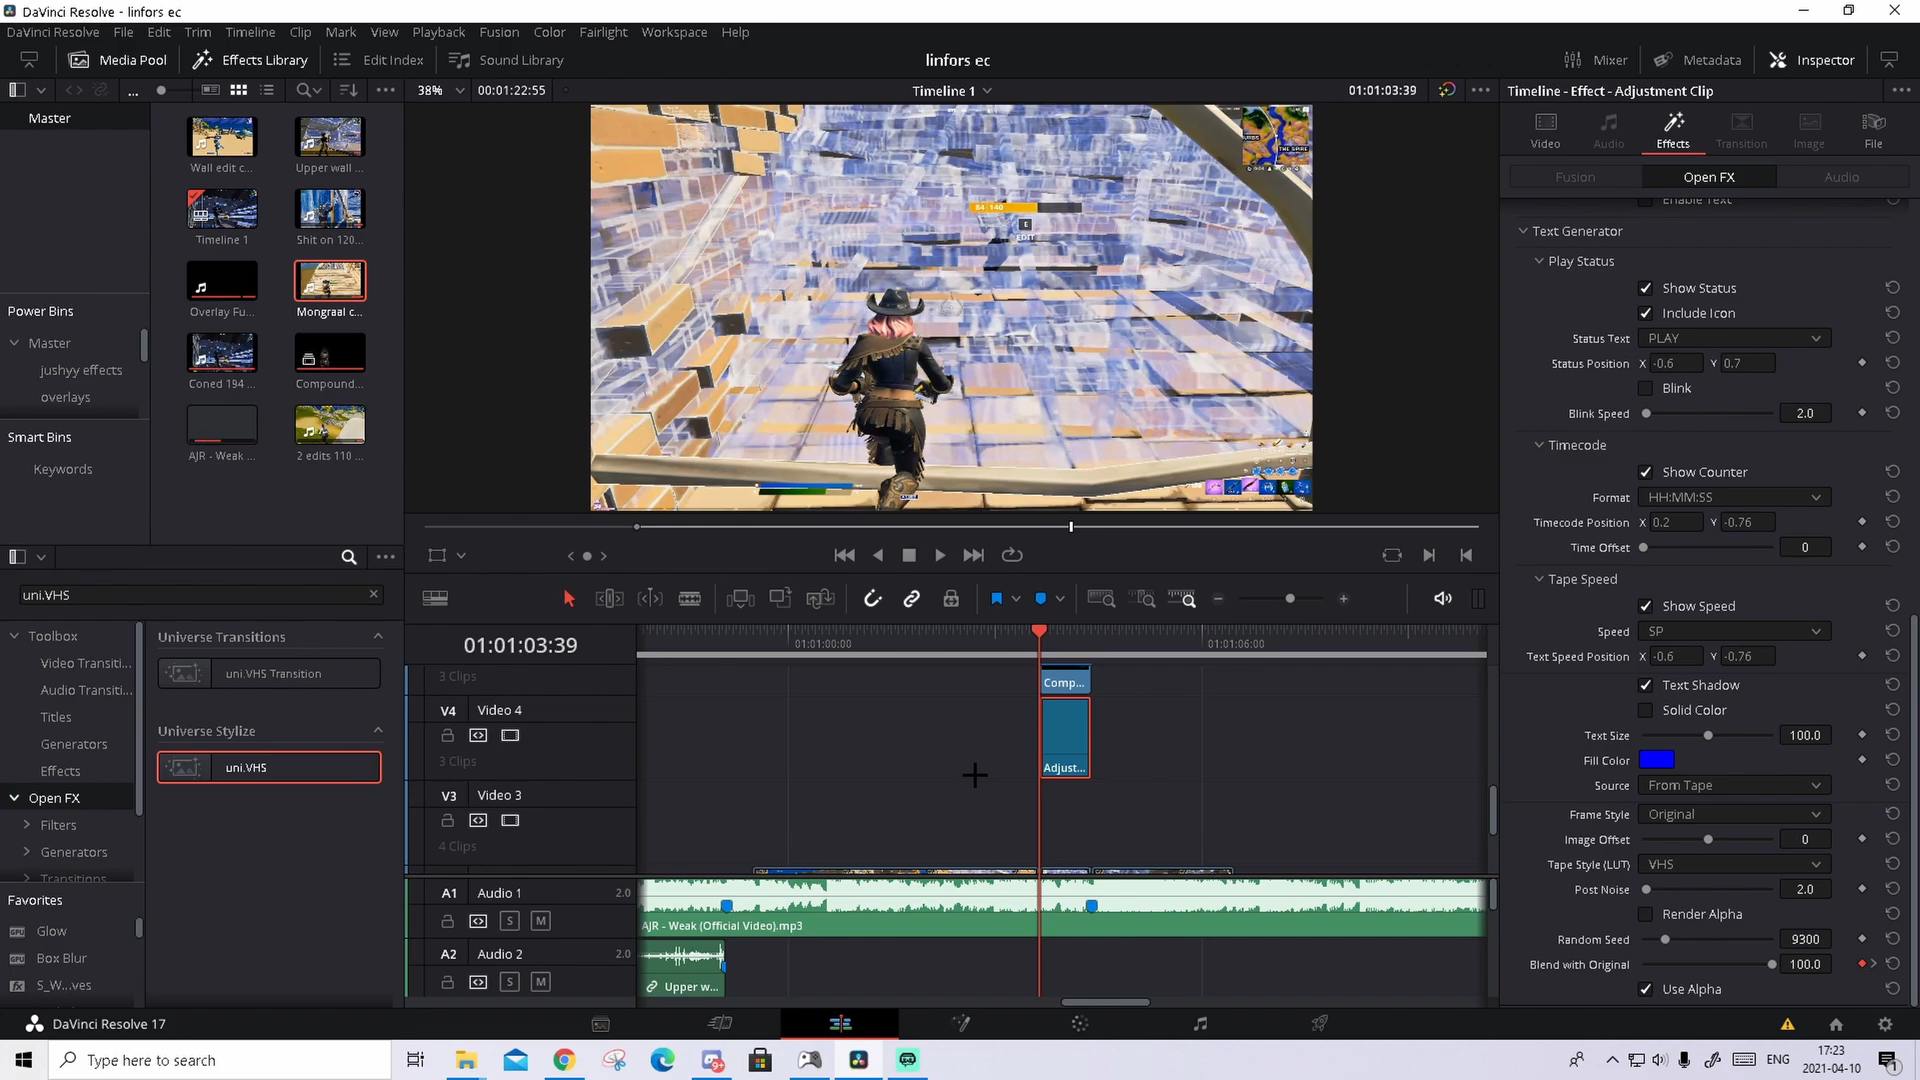 DaVinci Resolve - linfors ec
DaVinci Resolve File Edit Trim Timeline Clip Mark View Playback Fusion Color Fairlight Workspace Help
Media Pool Effects Library Edit Index Sound Library linfors ec Mixer Metadata Inspector
... 38% 00:01:22:55 Timeline 1 01:01:03:39 Timeline - Effect - Adjustment Clip
Master
Wall edit c... Upper wall ...
Timeline 1 Shit on 120...
Overlay Fu... Mongraal c...
Coned 194 ... Compound...
AJR - Weak ... 2 edits 110 ...
Power Bins
Master
jushyy effects
overlays
Smart Bins
Keywords
THE SPIRE
84 140
E
EDIT
Video Audio Effects Transition Image File
Fusion Open FX Audio
Enable Text
Text Generator
Play Status
Show Status
Include Icon
Status Text PLAY
Status Position X -0.6 Y 0.7
Blink
Blink Speed 2.0
Timecode
Show Counter
Format HH:MM:SS
Timecode Position X 0.2 Y -0.76
Time Offset 0
Tape Speed
Show Speed
Speed SP
Text Speed Position X -0.6 Y -0.76
Text Shadow
Solid Color
Text Size 100.0
Fill Color
Source From Tape
Frame Style Original
Image Offset 0
Tape Style (LUT) VHS
Post Noise 2.0
Render Alpha
Random Seed 9300
Blend with Original 100.0
Use Alpha
uni.VHS
Toolbox
Video Transiti...
Audio Transiti...
Titles
Generators
Effects
Open FX
Filters
Generators
Transitions
Favorites
Glow
Box Blur
S_W...ves
Universe Transitions
uni.VHS Transition
Universe Stylize
uni.VHS
01:01:03:39 01:01:00:00 01:01:06:00
3 Clips Comp...
V4 Video 4
3 Clips Adjust...
V3 Video 3
4 Clips
A1 Audio 1 2.0
S M AJR - Weak (Official Video).mp3
A2 Audio 2 2.0
S M Upper w...
DaVinci Resolve 17
Type here to search
9+
ENG
17:23
2021-04-10
1